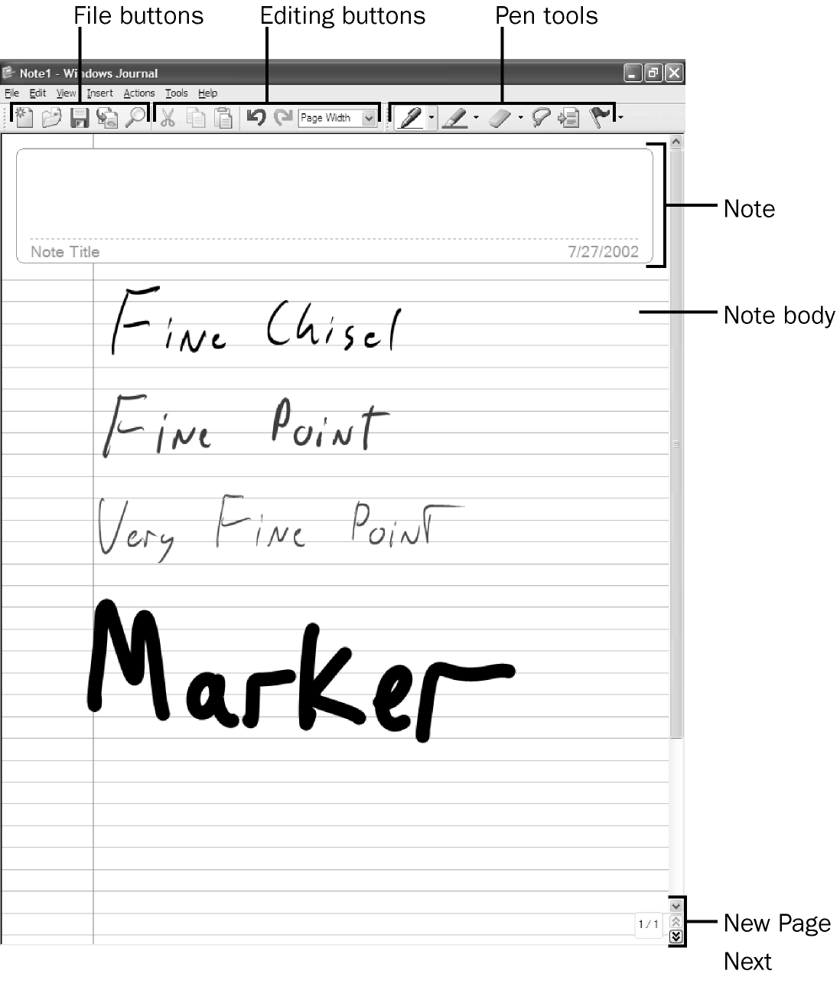 File buttons Editing buttons Pen tools
Note1 - Windows Journal
File Edit View Insert Actions Tools Help
Page Width
Note
Note Title 7/27/2002
Note body
Fine Chisel
Fine Point
Very Fine Point
Marker
1/1
New Page
Next